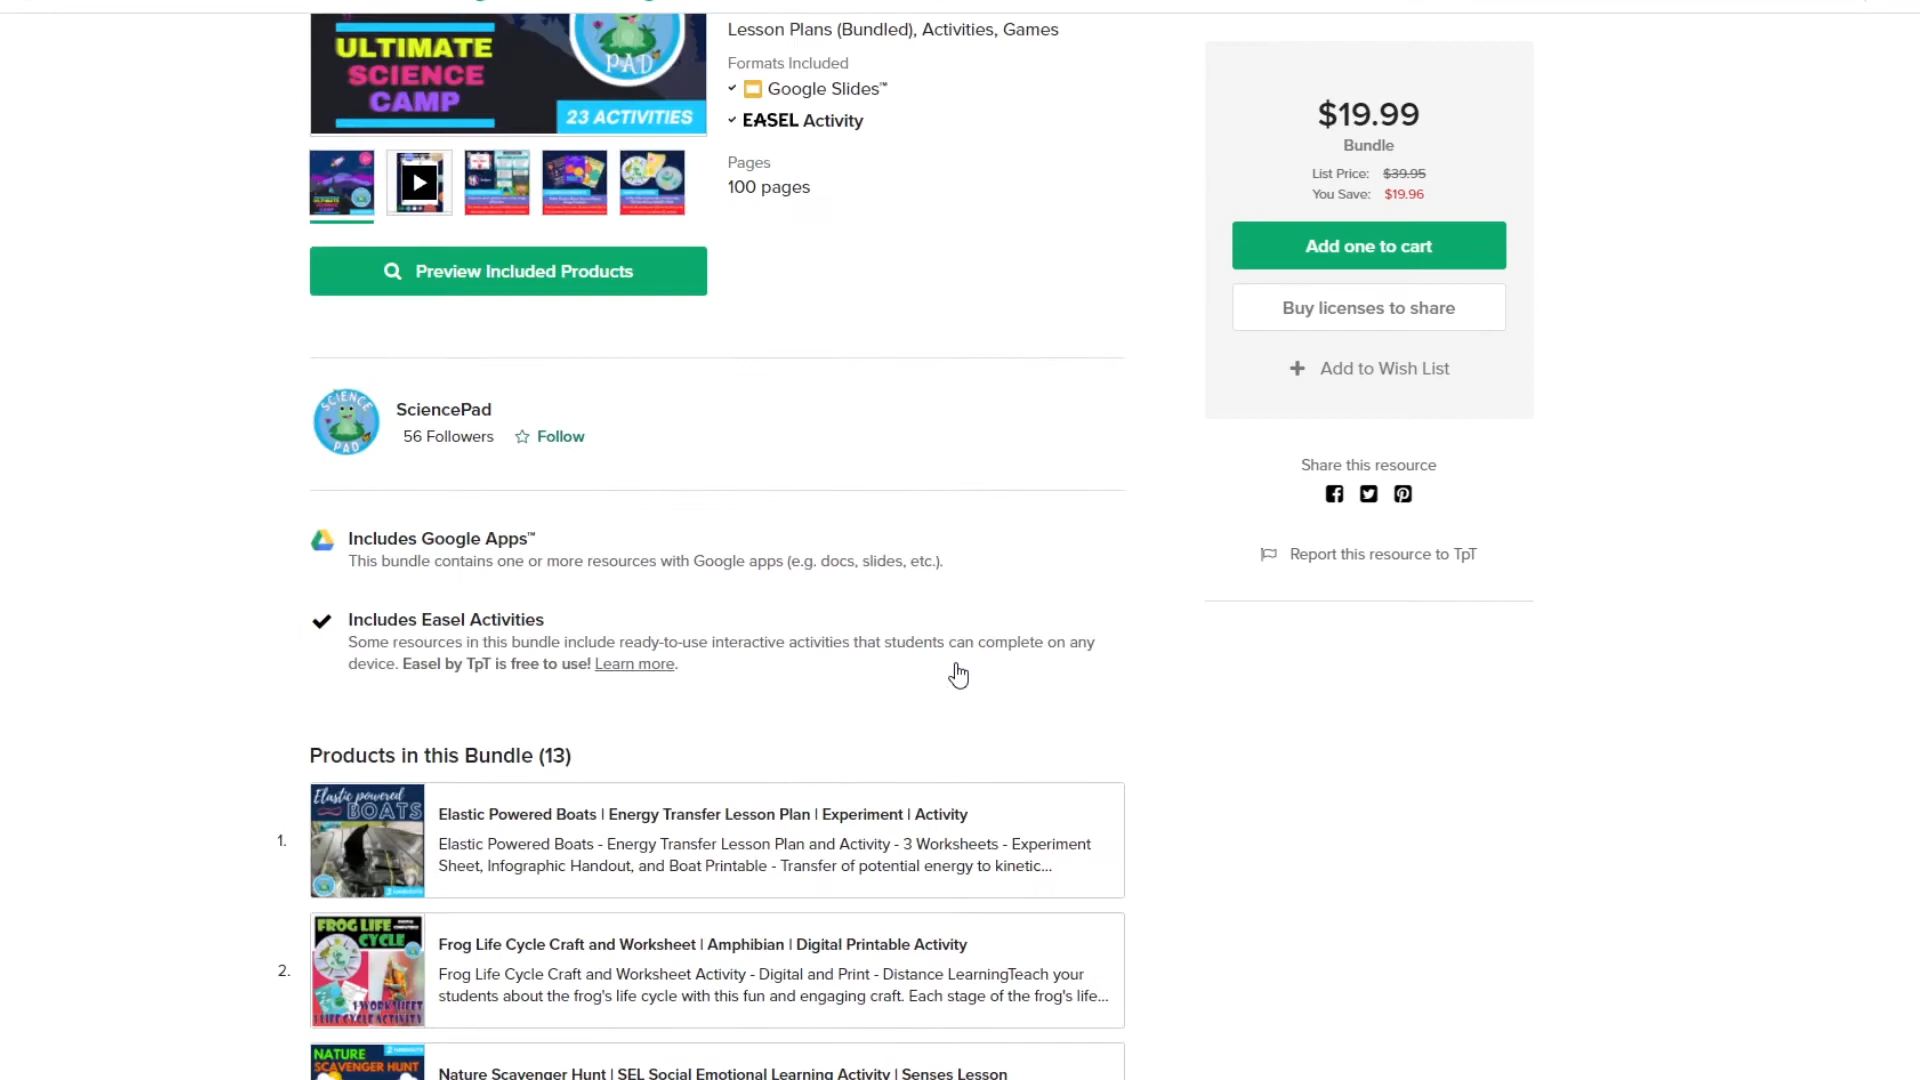 ULTIMATE
SCIENCE
CAMP
PAD
23 ACTIVITIES
Lesson Plans (Bundled), Activities, Games
Formats Included
Google Slides™
EASEL Activity
Pages
100 pages
Preview Included Products
$19.99
Bundle
List Price: $39.95
You Save: $19.96
Add one to cart
Buy licenses to share
Add to Wish List
Share this resource
Report this resource to TpT
SCIENCE
PAD
SciencePad
56 Followers
Follow
Includes Google Apps™
This bundle contains one or more resources with Google apps (e.g. docs, slides, etc.).
Includes Easel Activities
Some resources in this bundle include ready-to-use interactive activities that students can complete on any
device. Easel by TpT is free to use! Learn more.
Products in this Bundle (13)
1.
Elastic powered
BOATS
Elastic Powered Boats | Energy Transfer Lesson Plan | Experiment | Activity
Elastic Powered Boats - Energy Transfer Lesson Plan and Activity - 3 Worksheets - Experiment
Sheet, Infographic Handout, and Boat Printable - Transfer of potential energy to kinetic...
2.
FROG LIFE
CYCLE
1 WORKSHEET
1 LIFE CYCLE ACTIVITY
Frog Life Cycle Craft and Worksheet | Amphibian | Digital Printable Activity
Frog Life Cycle Craft and Worksheet Activity - Digital and Print - Distance LearningTeach your
students about the frog's life cycle with this fun and engaging craft. Each stage of the frog's life...
NATURE
SCAVENGER HUNT
Nature Scavenger Hunt | SEL Social Emotional Learning Activity | Senses Lesson